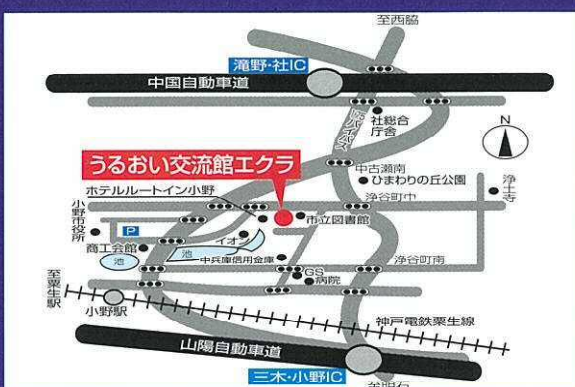 至西脇
滝野・社IC
中国自動車道
社総合
庁舎
バイパス
N
中古瀬南
ひまわりの丘公園
浄土寺
うるおい交流館エクラ
ホテルルートイン小野
浄谷町中
小野市役所
P
市立図書館
商工会館
イオン
池
池
中兵庫信用金庫
浄谷町南
GS
病院
至粟生駅
小野駅
神戸電鉄粟生線
山陽自動車道
三木・小野IC